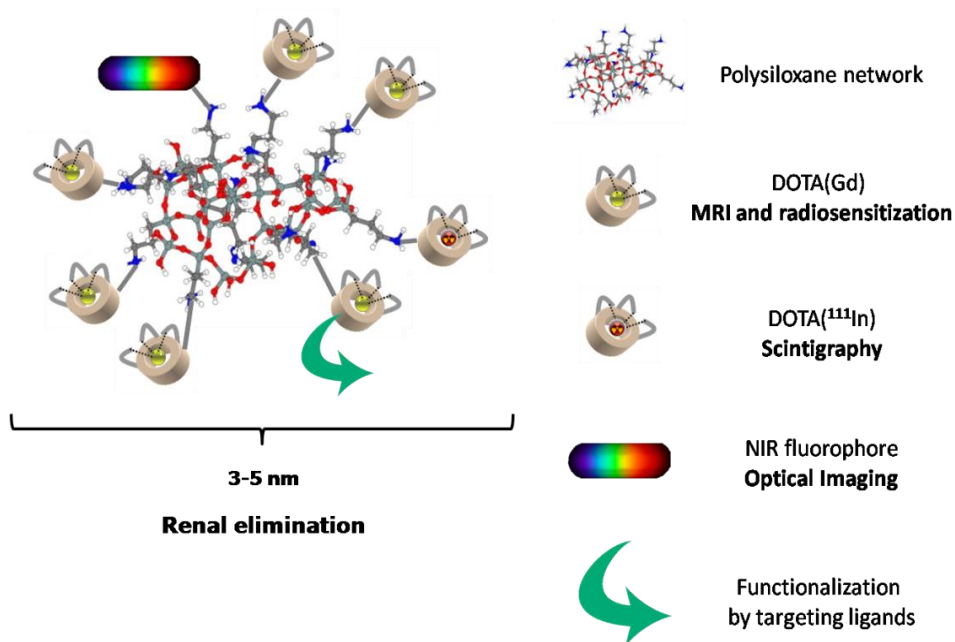 Polysiloxane network
DOTA(Gd)
MRI and radiosensitization
DOTA(¹¹¹In)
Scintigraphy
NIR fluorophore
Optical Imaging
Functionalization
by targeting ligands
3-5 nm
Renal elimination